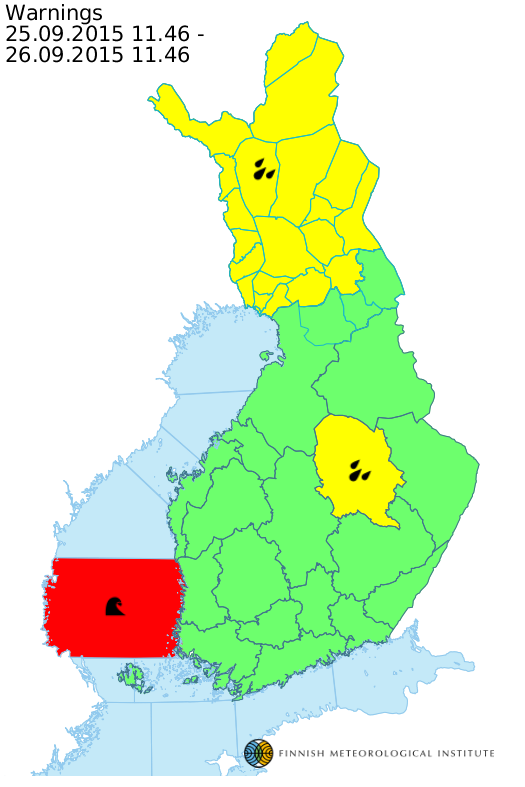 Warnings
25.09.2015 11.46 -
26.09.2015 11.46
FINNISH METEOROLOGICAL INSTITUTE